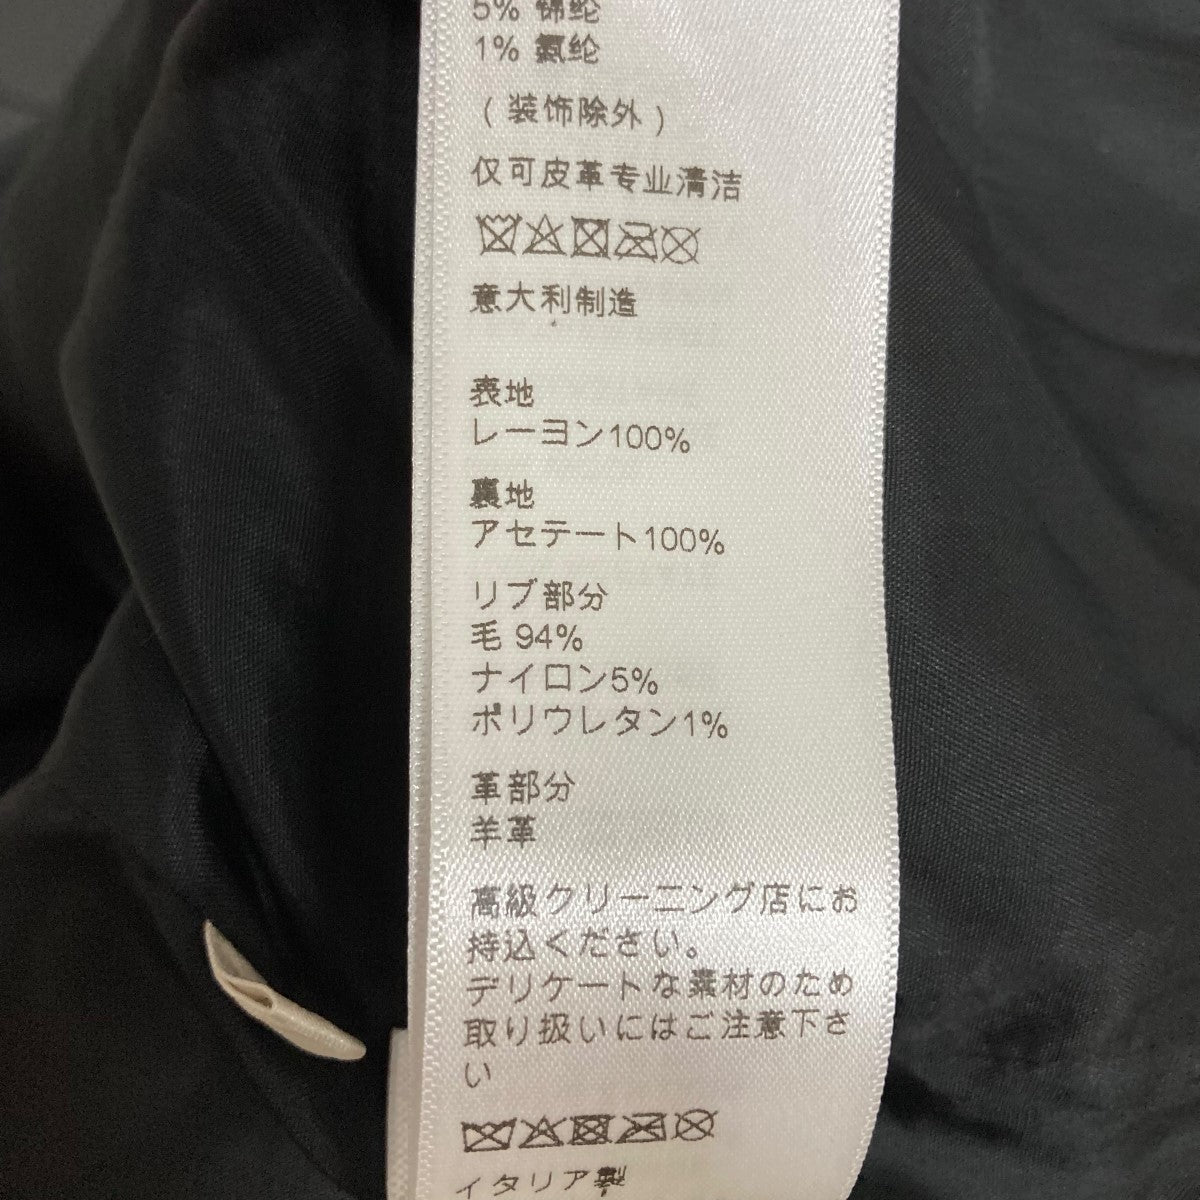 5% 锦纶
1% 氨纶
( 装饰除外 )
仅可皮革专业清洁
意大利制造
表地
レーヨン100%
裏地
アセテート100%
リブ部分
毛 94%
ナイロン5%
ポリウレタン1%
革部分
羊革
高級クリーニング店にお
持込ください。
デリケートな素材のため
取り扱いにはご注意下さ
い
イタリア製